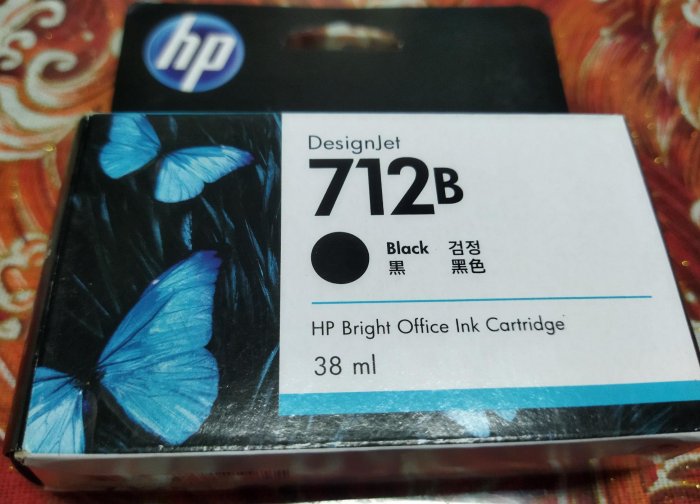 hp
DesignJet
712B
Black 검정
黒 黑色
HP Bright Office Ink Cartridge
38 ml